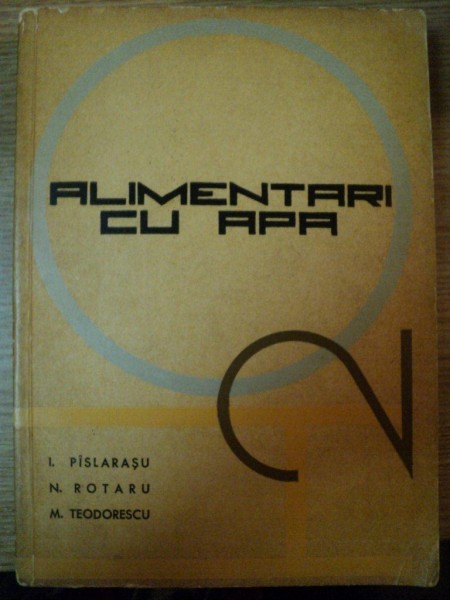 ALIMENTARI
CU APA
I. PÎSLARAŞU
N. ROTARU
M. TEODORESCU